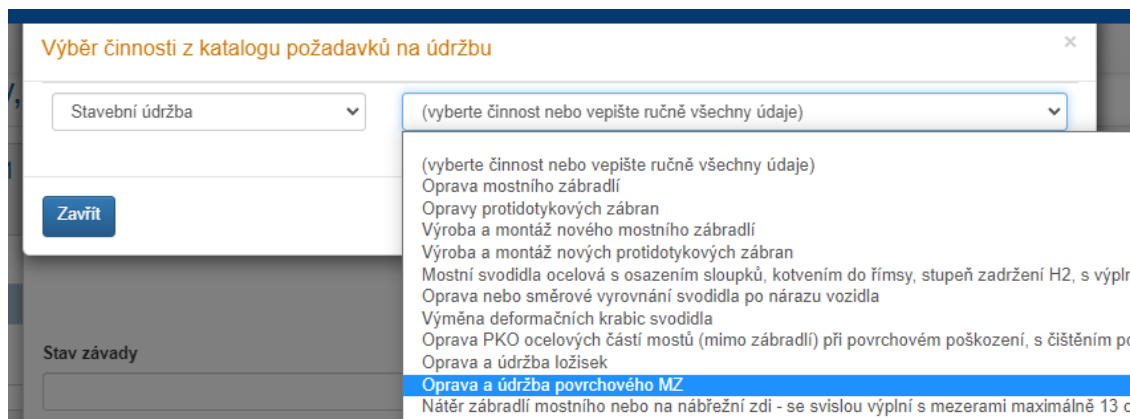 Výběr činnosti z katalogu požadavků na údržbu
×
Stavební údržba
(vyberte činnost nebo vepište ručně všechny údaje)
(vyberte činnost nebo vepište ručně všechny údaje)
Oprava mostního zábradlí
Opravy protidotykových zábran
Výroba a montáž nového mostního zábradlí
Výroba a montáž nových protidotykových zábran
Mostní svodidla ocelová s osazením sloupků, kotvením do římsy, stupeň zadržení H2, s
Oprava nebo směrové vyrovnání svodidla po nárazu vozidla
Výměna deformačních krabic svodidla
Oprava PKO ocelových částí mostů (mimo zábradlí) při povrchovém poškození, s čištěním
Oprava a údržba ložisek
Oprava a údržba povrchového MZ
Nátěr zábradlí mostního nebo na nábřežní zdi - se svislou výplní s mezerami maximálně 13
Zavřít
Stav závady